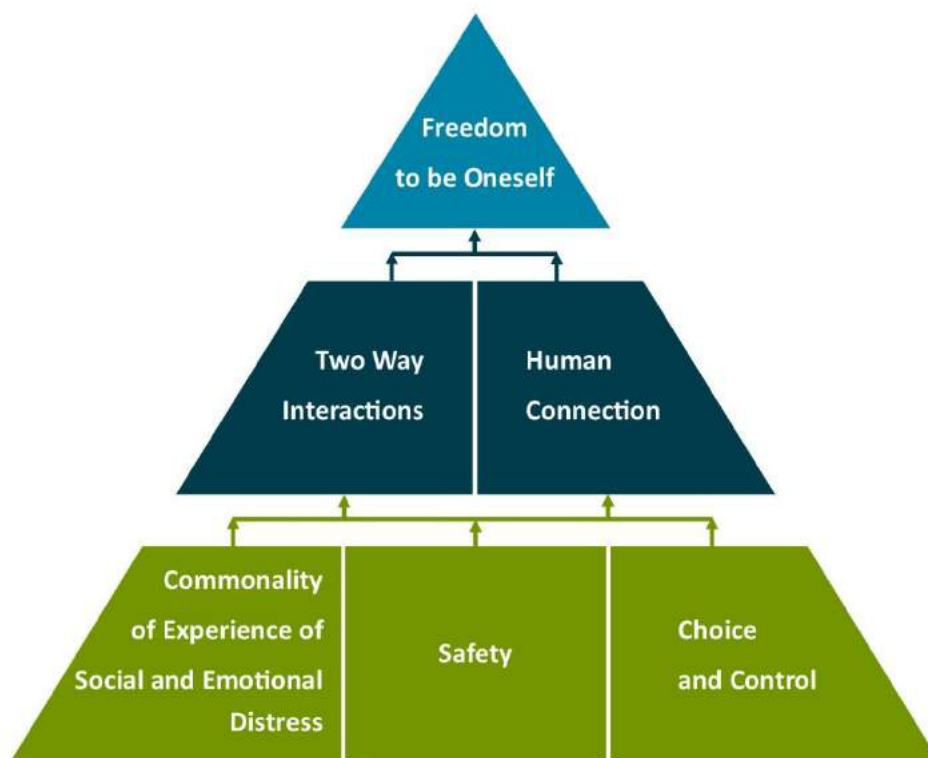 Freedom
to be Oneself
Two Way
Interactions
Human
Connection
Commonality
of Experience of
Social and Emotional
Distress
Safety
Choice
and Control